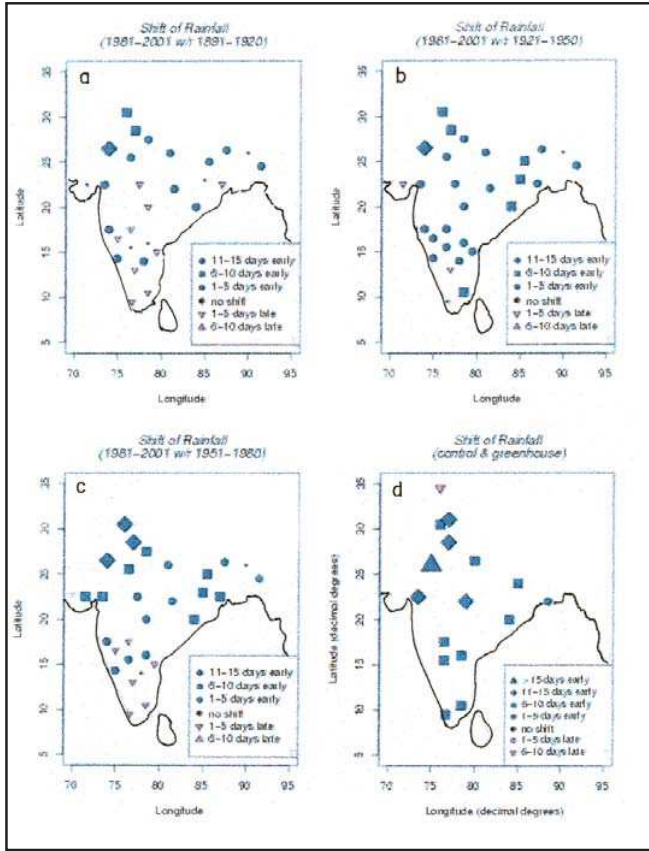 Shift of Rainfall
(1981-2001 wrt 1891-1920)
a
35
30
25
20
15
10
5
Latitude
11-15 days early
6-10 days early
1-5 days early
no shift
1-5 days late
6-10 days late
70 75 80 85 90 95
Longitude
Shift of Rainfall
(1981-2001 wrt 1921-1950)
b
35
30
25
20
15
10
5
Latitude
11-15 days early
6-10 days early
1-5 days early
no shift
1-5 days late
6-10 days late
70 75 80 85 90 95
Longitude
Shift of Rainfall
(1981-2001 wrt 1951-1980)
c
35
30
25
20
15
10
5
Latitude
11-15 days early
6-10 days early
1-5 days early
no shift
1-5 days late
6-10 days late
70 75 80 85 90 95
Longitude
Shift of Rainfall
(control & greenhouse)
d
35
30
25
20
15
10
5
Latitude (decimal degrees)
>15 days early
11-15 days early
6-10 days early
1-5 days early
no shift
1-5 days late
6-10 days late
70 75 80 85 90 95
Longitude (decimal degrees)